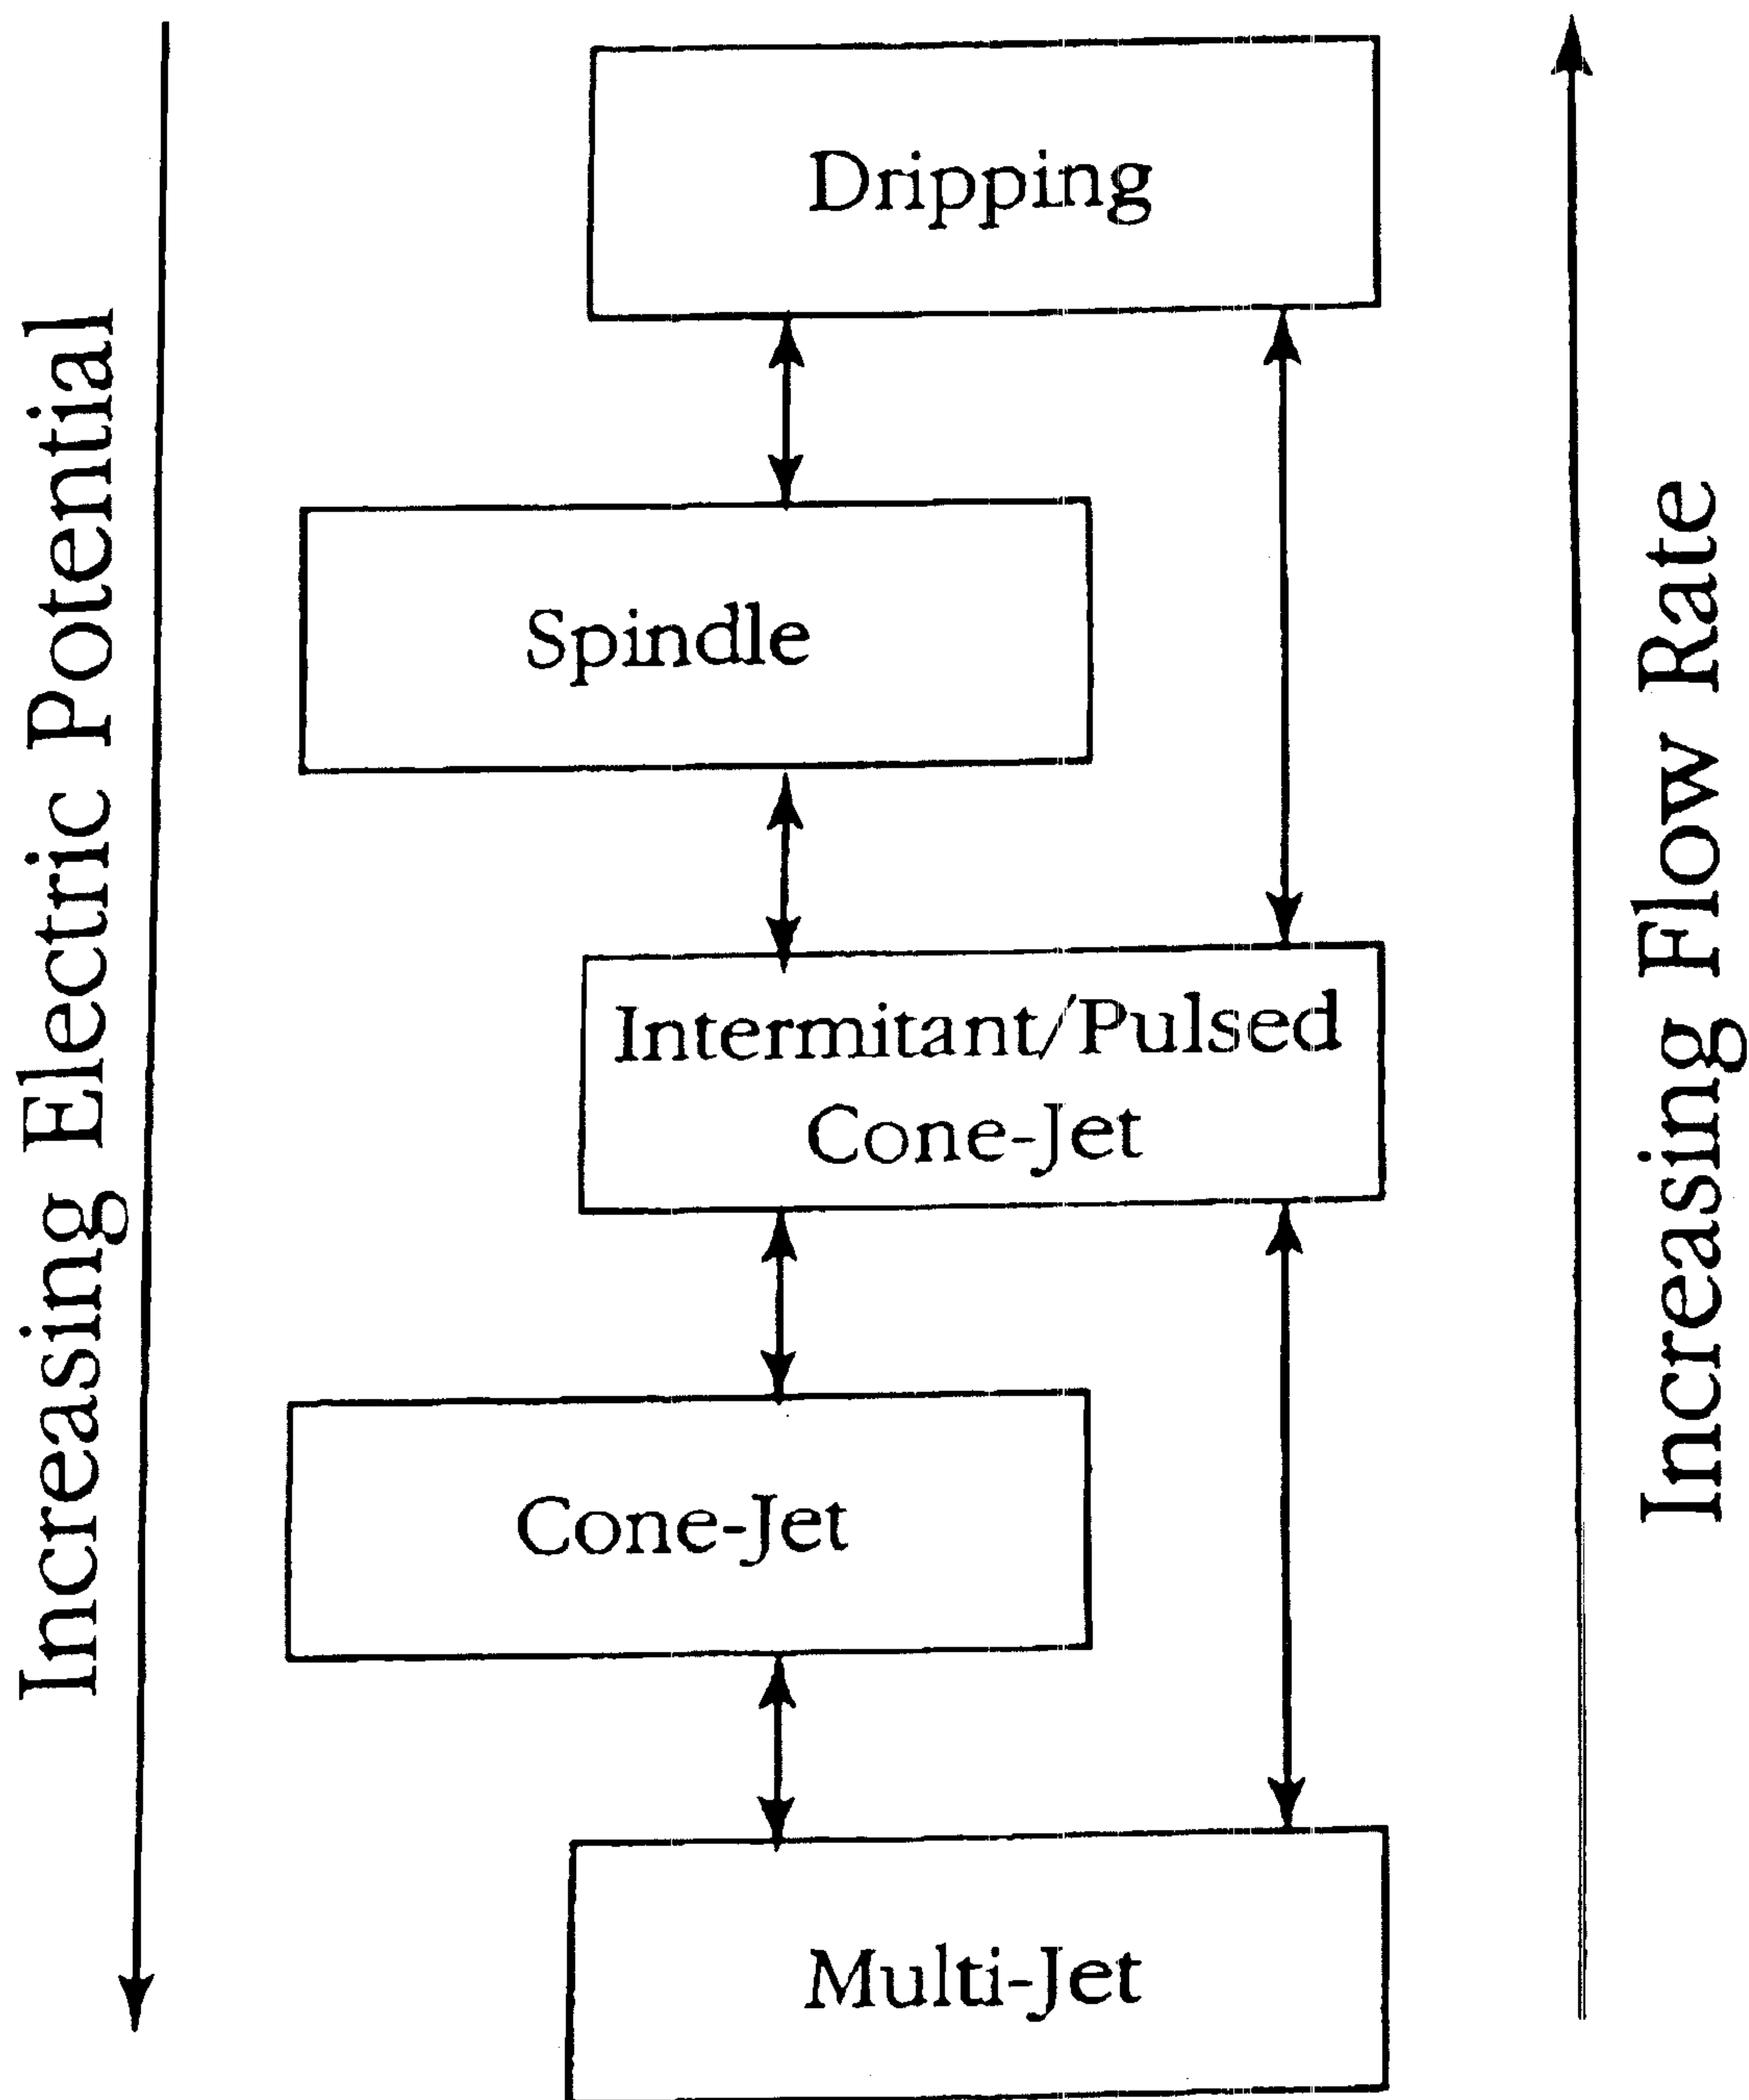 Increasing Electric Potential
Dripping
Spindle
Intermitant/Pulsed
Cone-Jet
Cone-Jet
Multi-Jet
Increasing Flow Rate